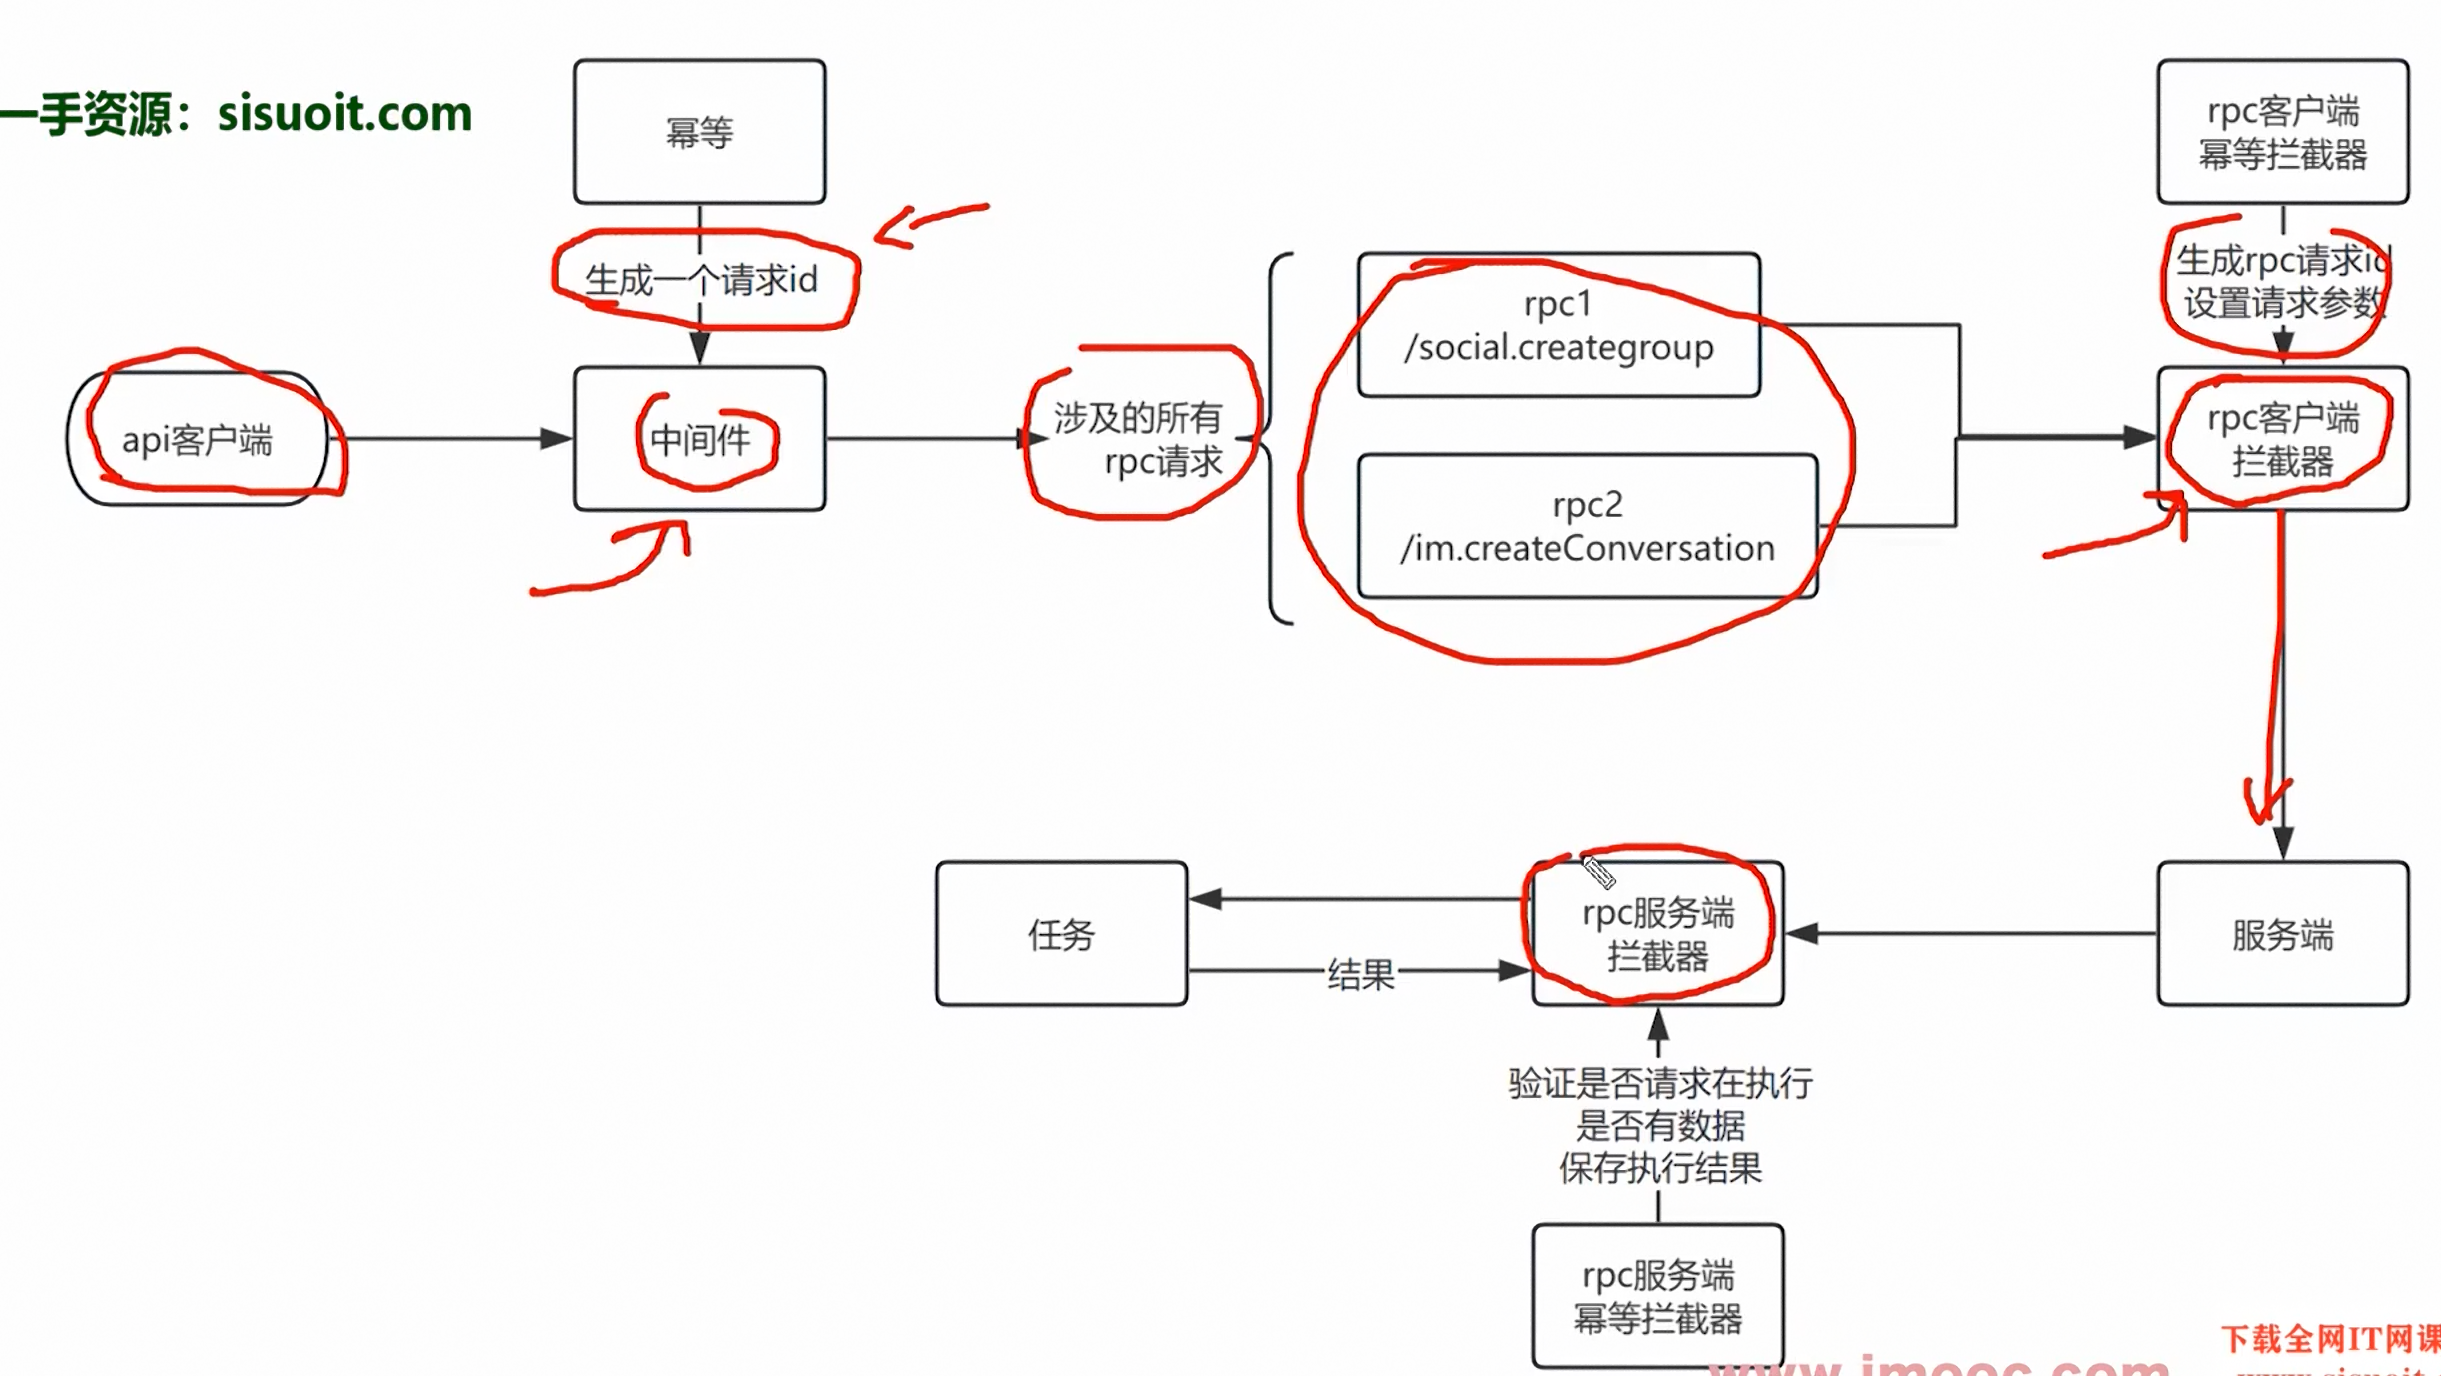 一手资源：sisuoit.com
幂等
生成一个请求id
api客户端
中间件
涉及的所有
rpc请求
rpc1
/social.creategroup
rpc2
/im.createConversation
rpc客户端
幂等拦截器
生成rpc请求id
设置请求参数
rpc客户端
拦截器
服务端
rpc服务端
拦截器
任务
结果
验证是否请求在执行
是否有数据
保存执行结果
rpc服务端
幂等拦截器
下载全网IT网课
www.imooc.com